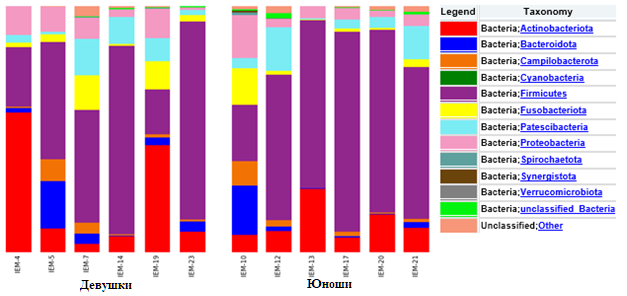 Legend Taxonomy
Bacteria;Actinobacteriota
Bacteria;Bacteroidota
Bacteria;Campilobacterota
Bacteria;Cyanobacteria
Bacteria;Firmicutes
Bacteria;Fusobacteriota
Bacteria;Patescibacteria
Bacteria;Proteobacteria
Bacteria;Spirochaetota
Bacteria;Synergistota
Bacteria;Verrucomicrobiota
Bacteria;unclassified_Bacteria
Unclassified;Other
IEM-4 IEM-5 IEM-7 IEM-14 IEM-19 IEM-23 IEM-10 IEM-12 IEM-13 IEM-17 IEM-20 IEM-21
Девушки Юноши